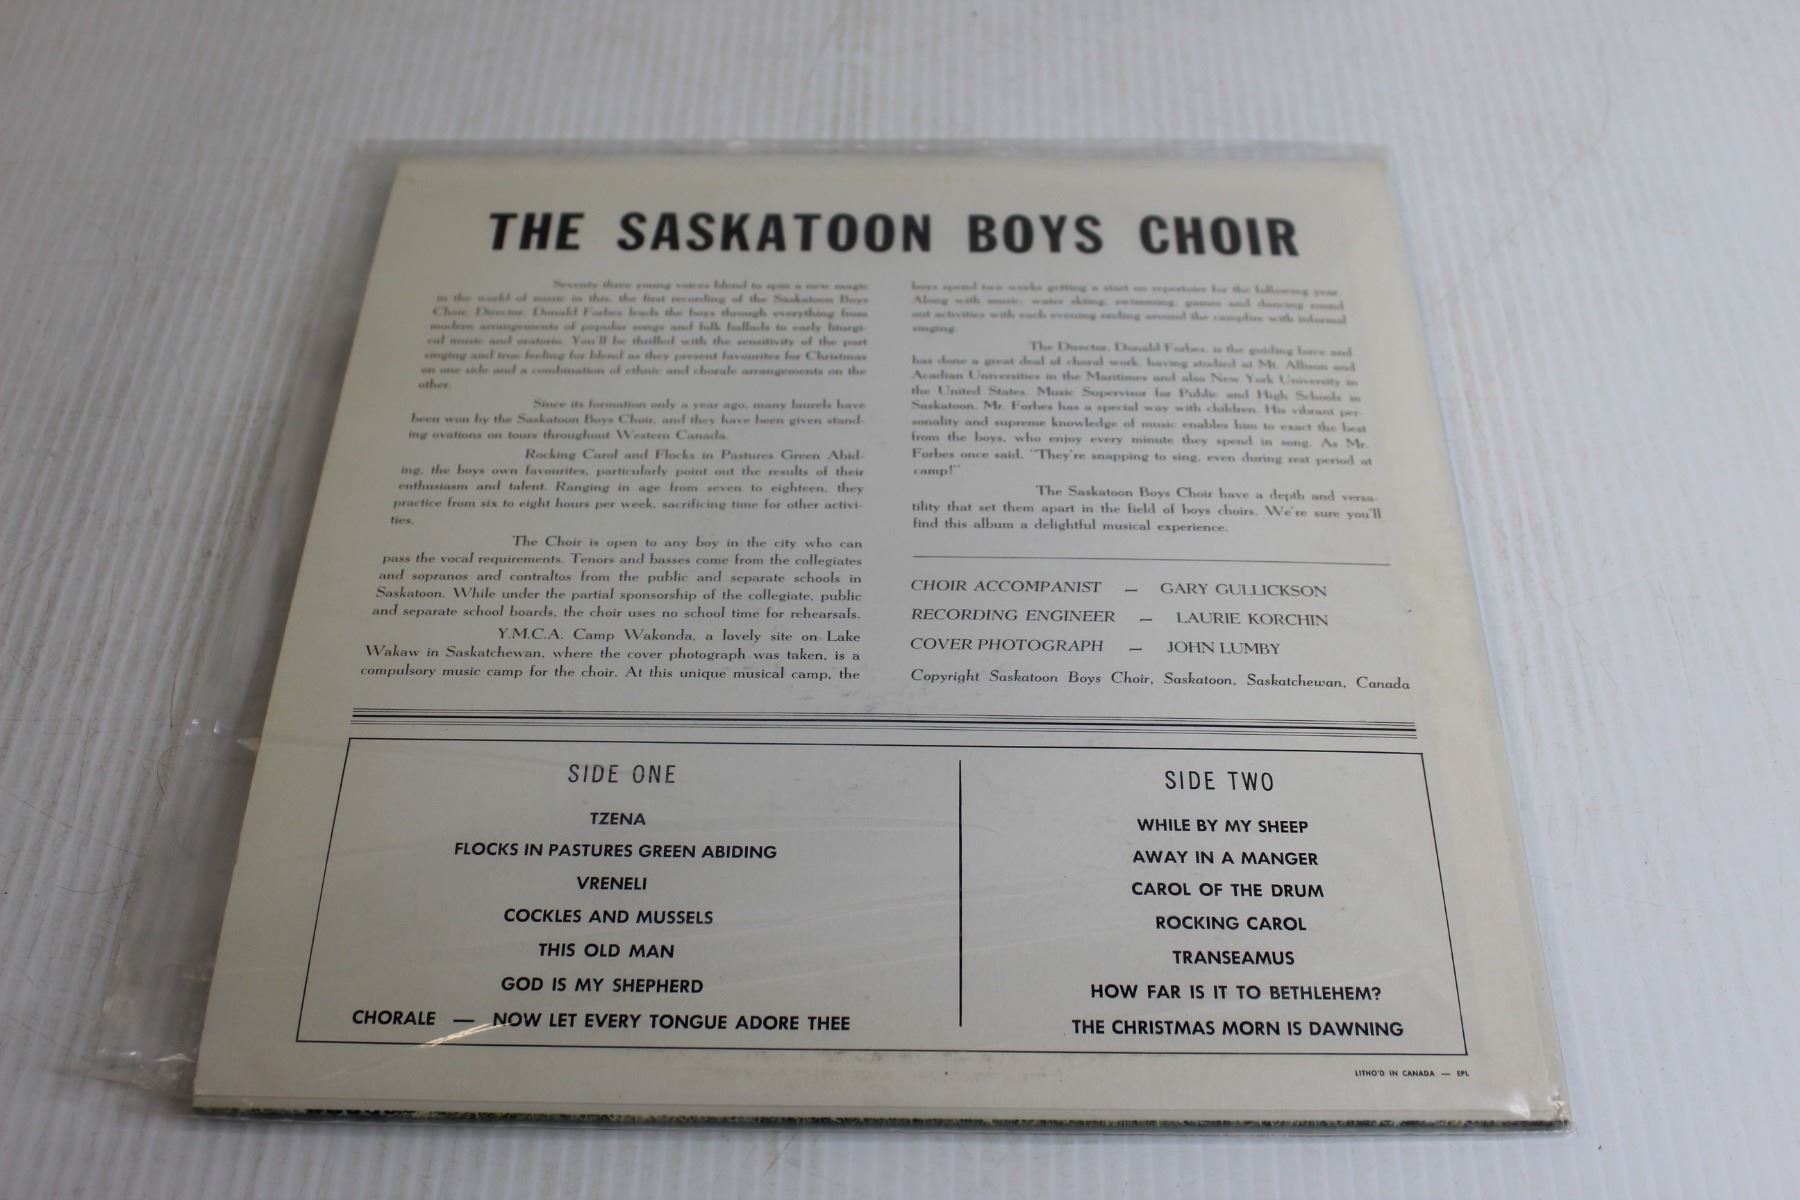 THE SASKATOON BOYS CHOIR
Seventy three young voices blend to spin a new magic
in the world of music in this, the first recording of the Saskatoon Boys
Choir. Director, Donald Forbes leads the boys through everything from
modern arrangements of popular songs and folk ballads to early liturgi-
cal music and oratorio. You'll be thrilled with the sensitivity of the part
singing and true feeling for blend as they present favourites for Christmas
on one side and a combination of ethnic and chorale arrangements on the
other.
Since its formation only a year ago, many laurels have
been won by the Saskatoon Boys Choir, and they have been given stand-
ing ovations on tours throughout Western Canada.
Rocking Carol and Flocks in Pastures Green Abid-
ing, the boys own favourites, particularly point out the results of their
enthusiasm and talent. Ranging in age from seven to eighteen, they
practice from six to eight hours per week, sacrificing time for other activi-
ties.
The Choir is open to any boy in the city who can
pass the vocal requirements. Tenors and basses come from the collegiates
and sopranos and contraltos from the public and separate schools in
Saskatoon. While under the partial sponsorship of the collegiate, public
and separate school boards, the choir uses no school time for rehearsals.
Y.M.C.A. Camp Wakonda, a lovely site on Lake
Wakaw in Saskatchewan, where the cover photograph was taken, is a
compulsory music camp for the choir. At this unique musical camp, the
boys spend two weeks getting a start on repertoire for the following year.
Along with music, water skiing, swimming, games and dancing round
out activities with each evening ending around the campfire with informal
singing.
The Director, Donald Forbes, is the guiding force and
has done a great deal of choral work, having studied at Mt. Allison and
Acadian Universities in the Maritimes and also New York University in
the United States. Music Supervisor for Public and High Schools in
Saskatoon, Mr. Forbes has a special way with children. His vibrant per-
sonality and supreme knowledge of music enables him to exact the best
from the boys, who enjoy every minute they spend in song. As Mr.
Forbes once said, "They're snapping to sing, even during rest period at
camp!"
The Saskatoon Boys Choir have a depth and versa-
tility that set them apart in the field of boys choirs. We're sure you'll
find this album a delightful musical experience.
CHOIR ACCOMPANIST — GARY GULLICKSON
RECORDING ENGINEER — LAURIE KORCHIN
COVER PHOTOGRAPH — JOHN LUMBY
Copyright Saskatoon Boys Choir, Saskatoon, Saskatchewan, Canada
SIDE ONE
TZENA
FLOCKS IN PASTURES GREEN ABIDING
VRENELI
COCKLES AND MUSSELS
THIS OLD MAN
GOD IS MY SHEPHERD
CHORALE — NOW LET EVERY TONGUE ADORE THEE
SIDE TWO
WHILE BY MY SHEEP
AWAY IN A MANGER
CAROL OF THE DRUM
ROCKING CAROL
TRANSEAMUS
HOW FAR IS IT TO BETHLEHEM?
THE CHRISTMAS MORN IS DAWNING
LITHO'D IN CANADA — EPL